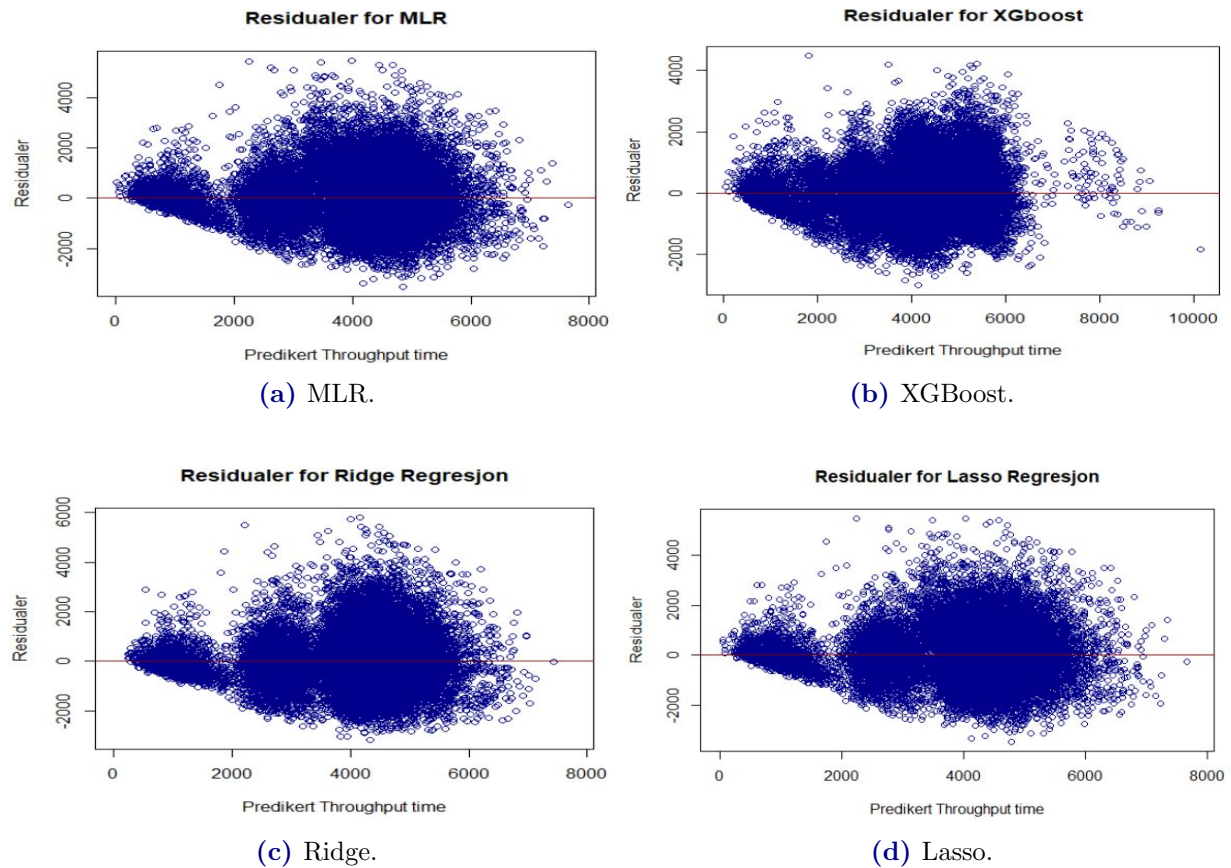 Residualer for MLR
Residualer
4000
2000
0
-2000
0 2000 4000 6000 8000
Predikert Throughput time
(a) MLR.
Residualer for XGboost
Residualer
4000
2000
0
-2000
0 2000 4000 6000 8000 10000
Predikert Throughput time
(b) XGBoost.
Residualer for Ridge Regresjon
Residualer
6000
4000
2000
0
-2000
0 2000 4000 6000 8000
Predikert Throughput time
(c) Ridge.
Residualer for Lasso Regresjon
Residualer
4000
2000
0
-2000
0 2000 4000 6000 8000
Predikert Throughput time
(d) Lasso.